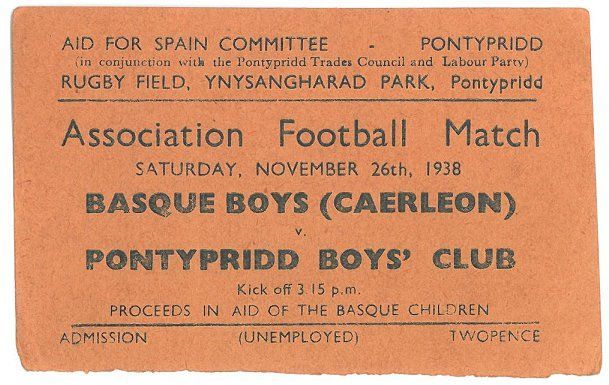 AID FOR SPAIN COMMITTEE - PONTYPRIDD
(in conjunction with the Pontypridd Trades Council and Labour Party)
RUGBY FIELD, YNYSANGHARAD PARK, Pontypridd
Association Football Match
SATURDAY, NOVEMBER 26th, 1938
BASQUE BOYS (CAERLEON)
v.
PONTYPRIDD BOYS' CLUB
Kick off 3.15 p.m.
PROCEEDS IN AID OF THE BASQUE CHILDREN
ADMISSION (UNEMPLOYED) TWOPENCE